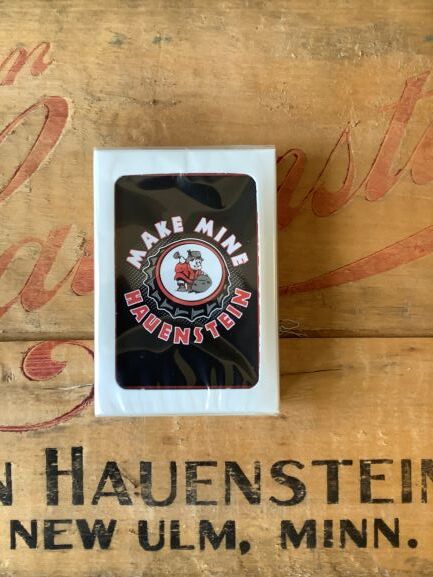 MAKE MINE
HAUENSTEIN
HAUENSTEIN
NEW ULM, MINN.